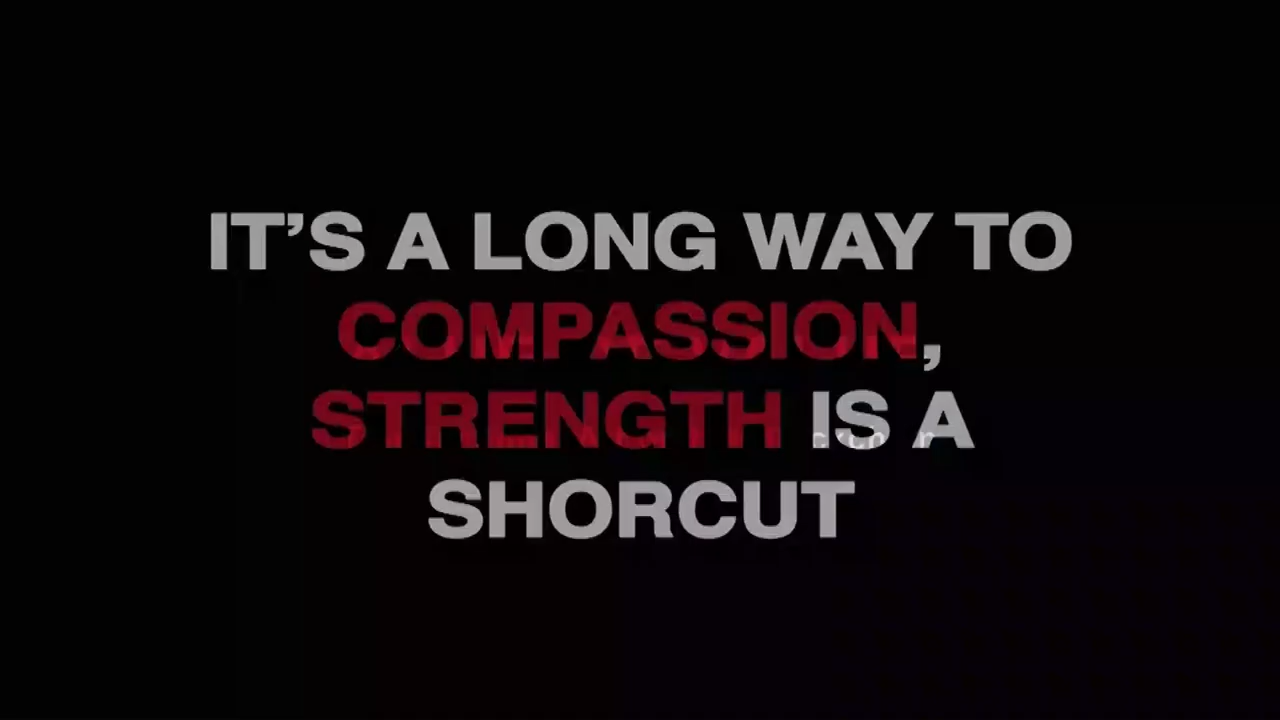 IT’S A LONG WAY TO
COMPASSION,
STRENGTH IS A
SHORCUT